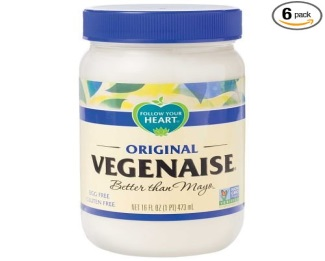 6
pack
FOLLOW YOUR
HEART
ORIGINAL
VEGENAISE
Better than Mayo
EGG FREE
GLUTEN FREE
NET 16 FL OZ (1 PT) 473 mL